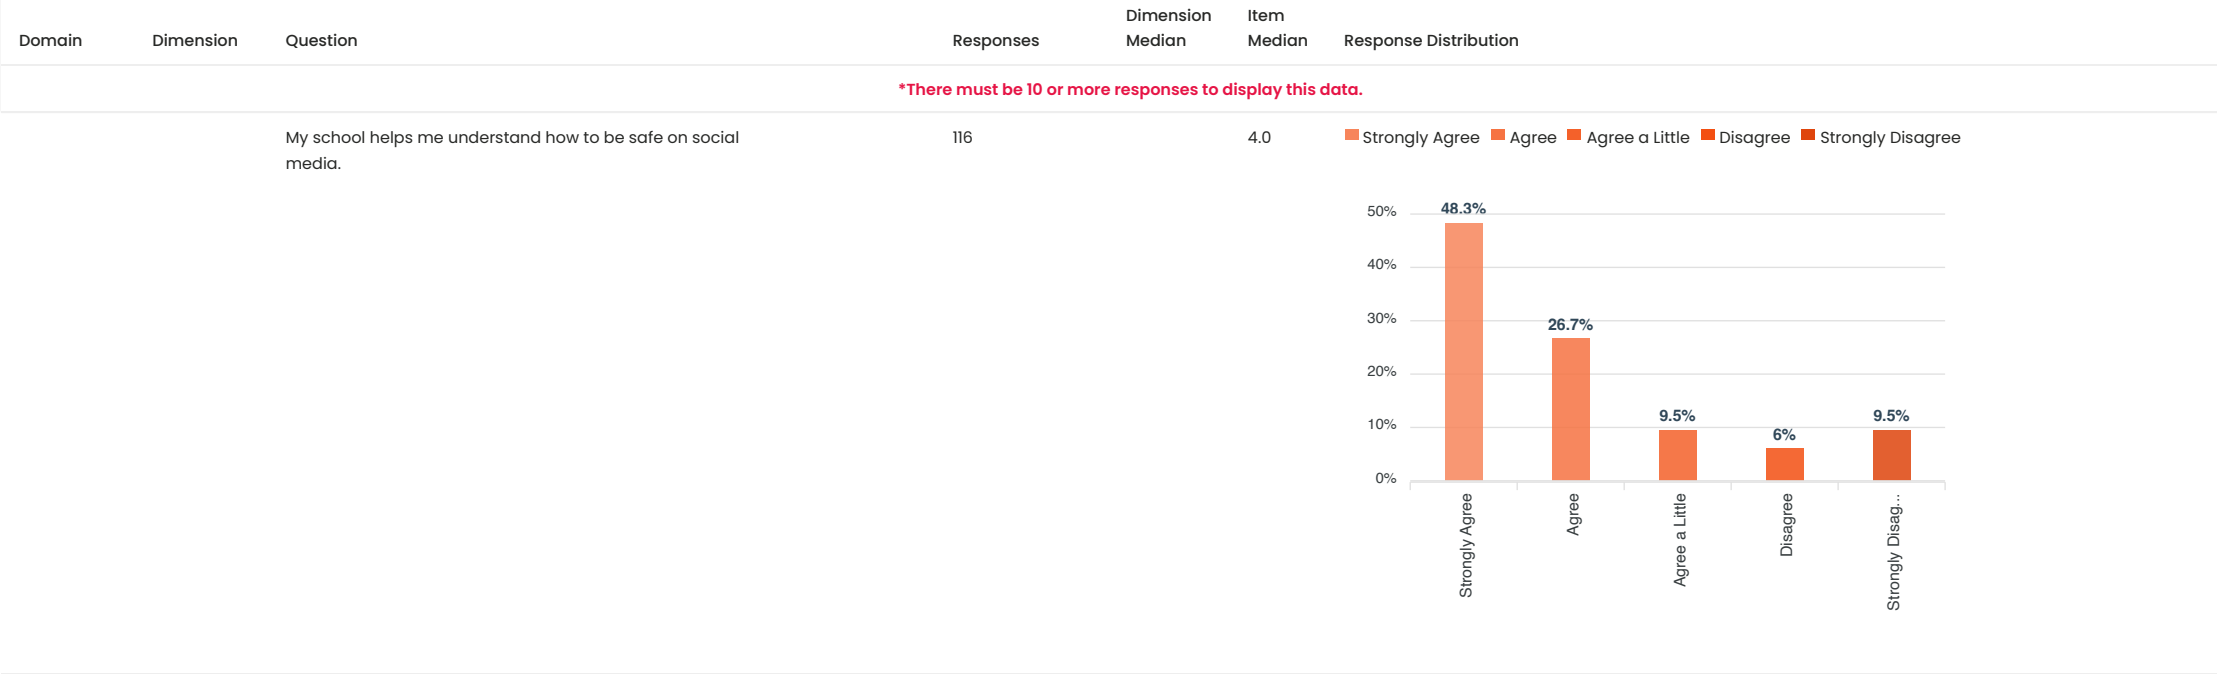 Domain
Dimension
Question
Responses
Dimension
Median
Item
Median
Response Distribution
*There must be 10 or more responses to display this data.
My school helps me understand how to be safe on social
media.
116
4.0
Strongly Agree
Agree
Agree a Little
Disagree
Strongly Disagree
50%
40%
30%
20%
10%
0%
48.3%
26.7%
9.5%
6%
9.5%
Strongly Agree
Agree
Agree a Little
Disagree
Strongly Disag...